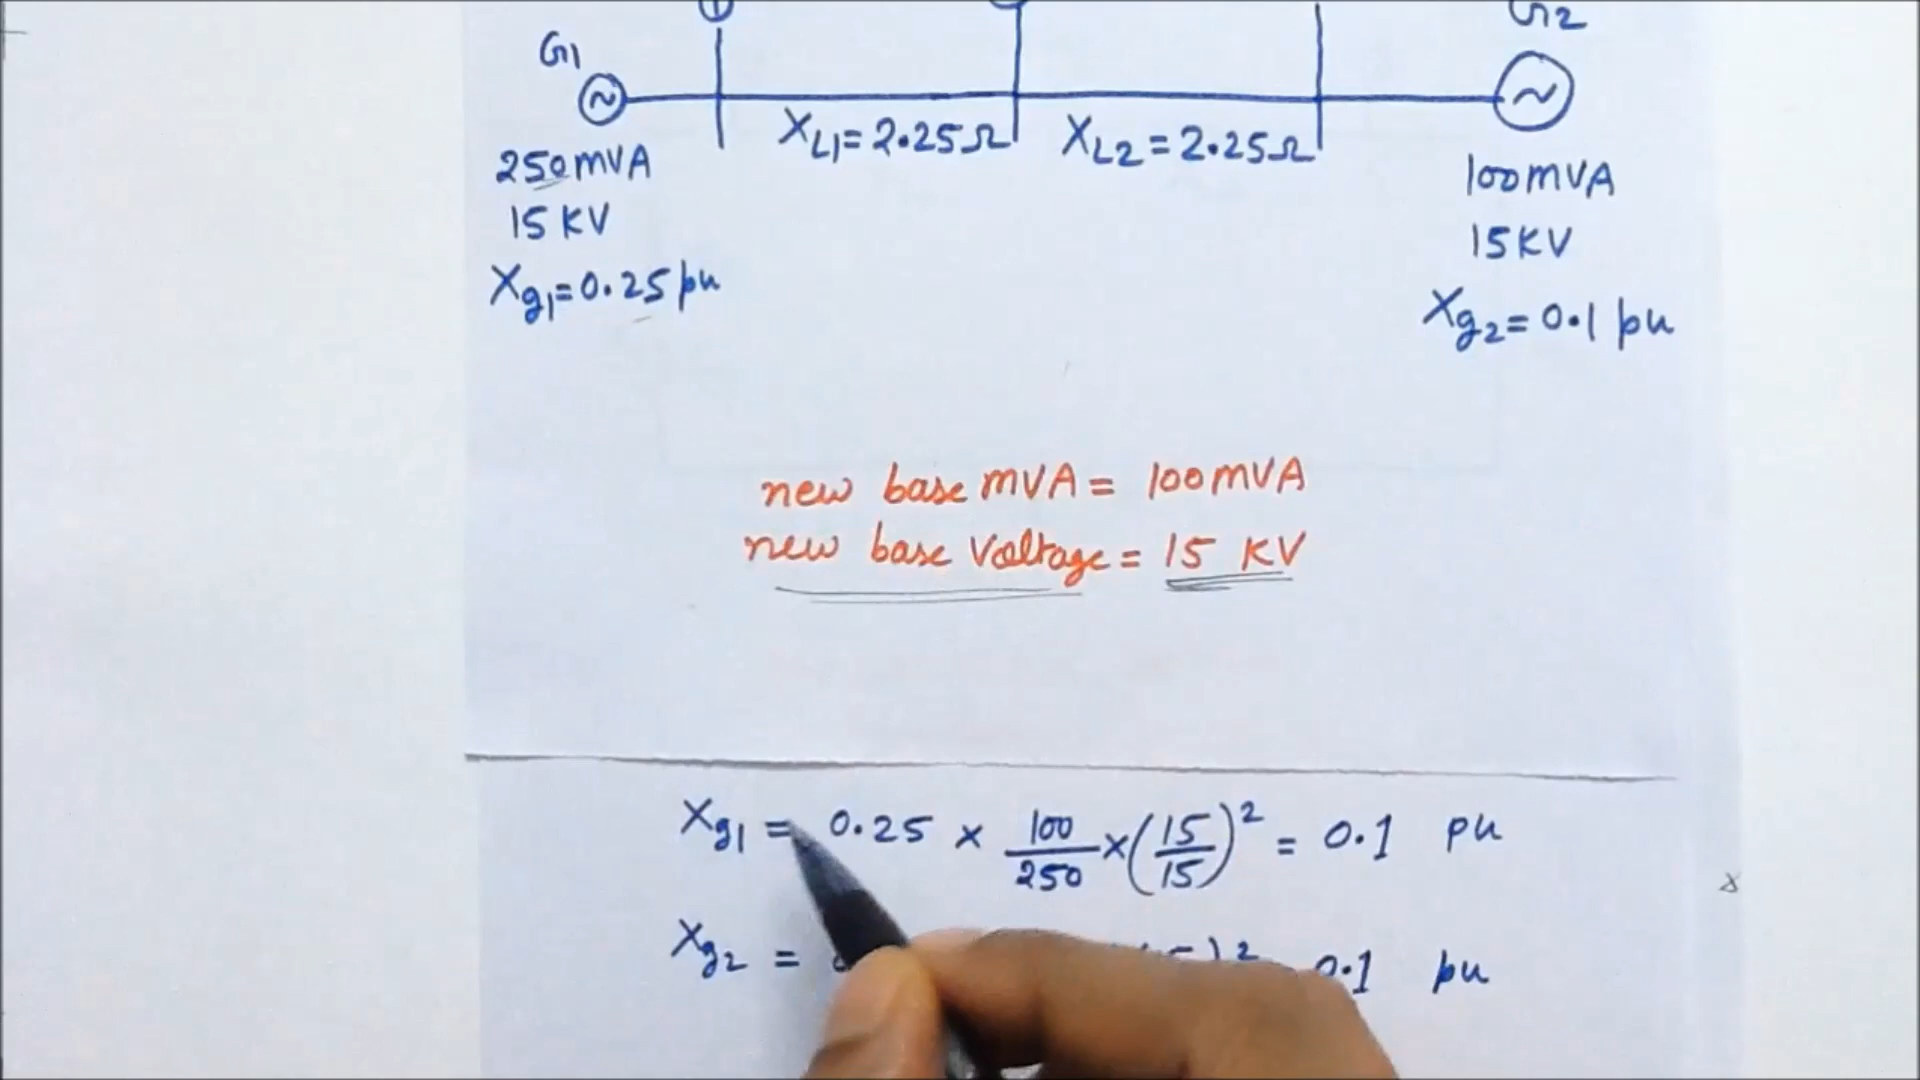 G1
G2
XL1=2.25Ω
XL2=2.25Ω
250MVA
15KV
Xg1=0.25pu
100MVA
15KV
Xg2=0.1 pu
new base MVA = 100MVA
new base Voltage = 15 KV
Xg1 = 0.25 × 100/250 × (15/15)² = 0.1 pu
Xg2 = )² 0.1 pu